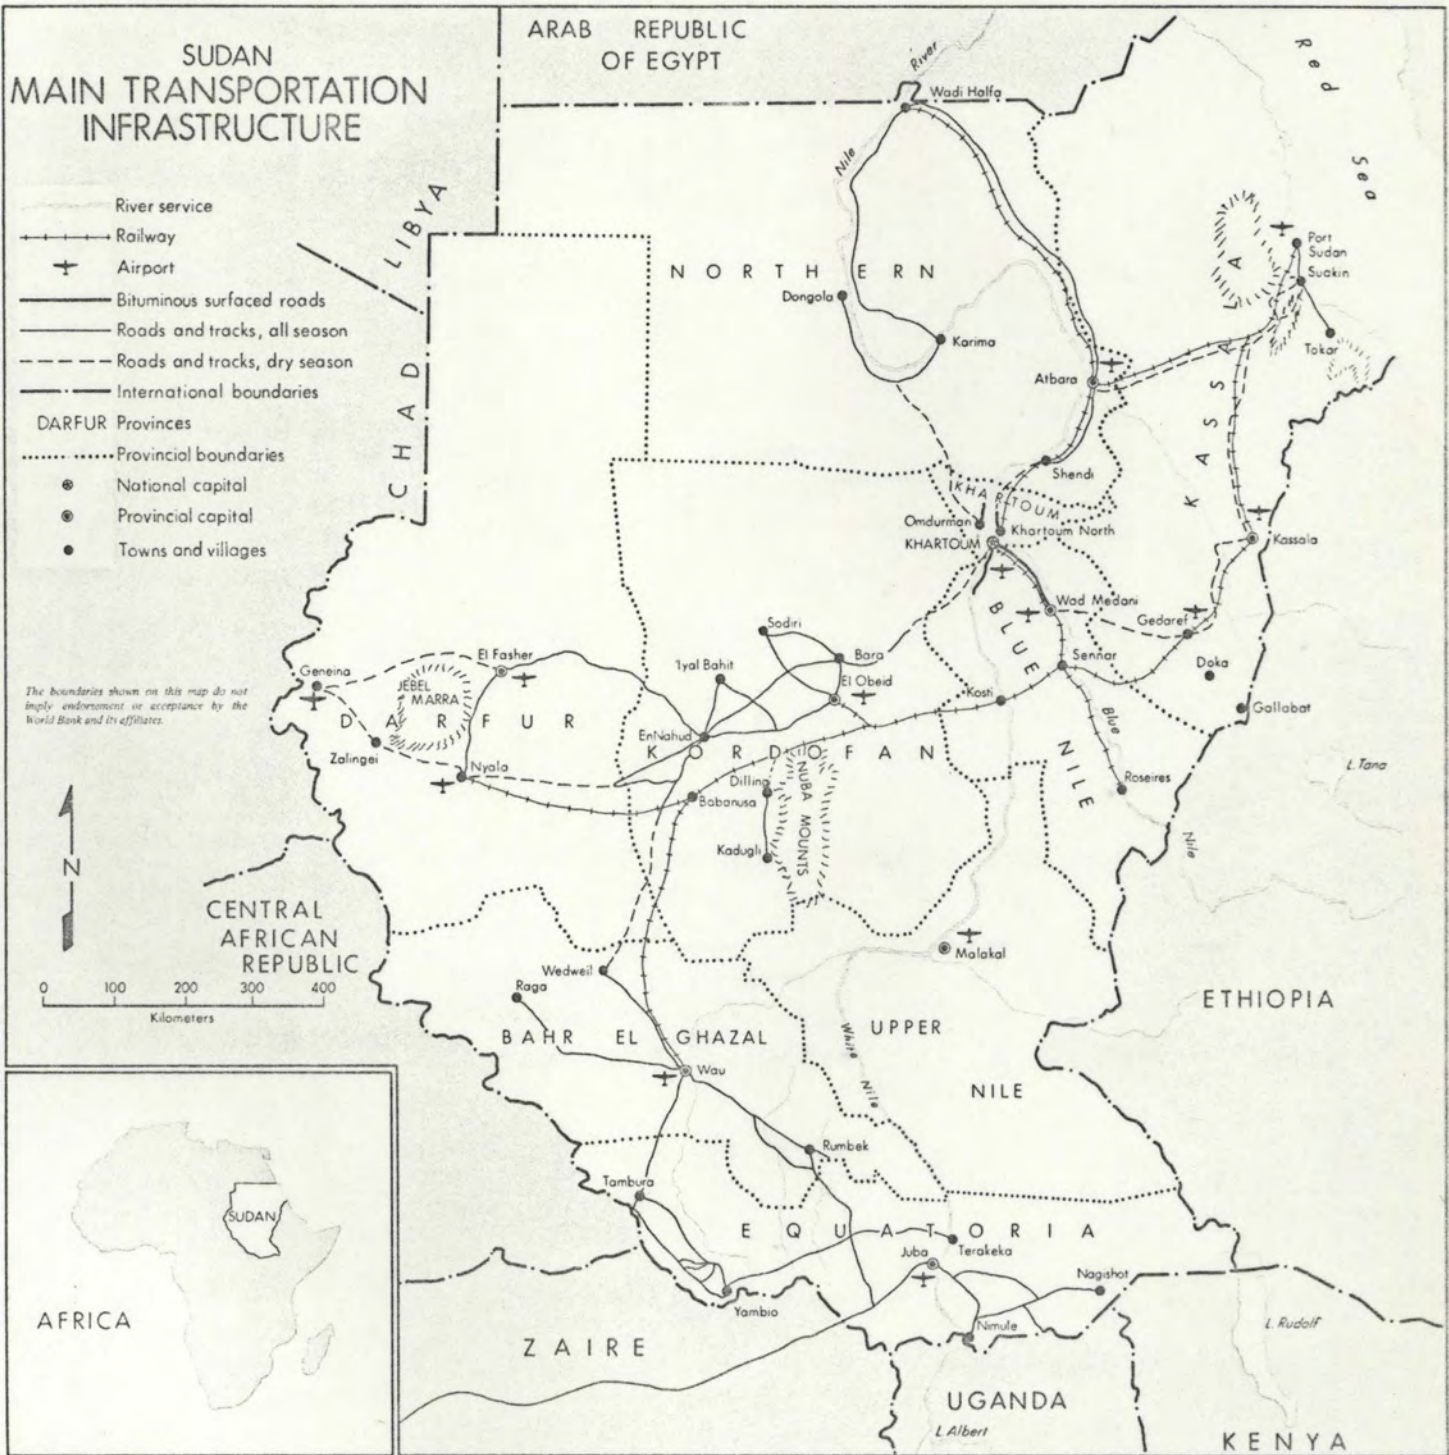 SUDAN
MAIN TRANSPORTATION
INFRASTRUCTURE
River service
Railway
Airport
Bituminous surfaced roads
Roads and tracks, all season
Roads and tracks, dry season
International boundaries
DARFUR Provinces
Provincial boundaries
National capital
Provincial capital
Towns and villages
The boundaries shown on this map do not
imply endorsement or acceptance by the
World Bank and its affiliates.
N
0 100 200 300 400
Kilometers
ARAB REPUBLIC
OF EGYPT
River
Wadi Halfa
Red Sea
LIBYA
CHAD
Nile
NORTHERN
Dongola
Karima
Port
Sudan
Suakin
Tokar
Atbara
KASSALA
Shendi
KHARTOUM
Omdurman
Khartoum North
KHARTOUM
Kassala
Wad Medani
Gedaref
Sodiri
Bara
BLUE NILE
Sennar
Doka
Geneina
El Fasher
'Iyal Bahit
El Obeid
Kosti
Gallabat
JEBEL
MARRA
DARFUR
EnNahud
KORDOFAN
Blue
Nile
Zalingei
Nyala
Dilling
NUBA MOUNTS
Babanusa
Roseires
L. Tana
Kadugli
CENTRAL
AFRICAN
REPUBLIC
Malakal
Wedweil
Raga
ETHIOPIA
BAHR EL GHAZAL
White
Nile
UPPER
NILE
Wau
Rumbek
Tambura
EQUATORIA
Juba
Terakeka
Nagishot
Yambio
Nimule
L. Rudolf
ZAIRE
UGANDA
L. Albert
KENYA
SUDAN
AFRICA